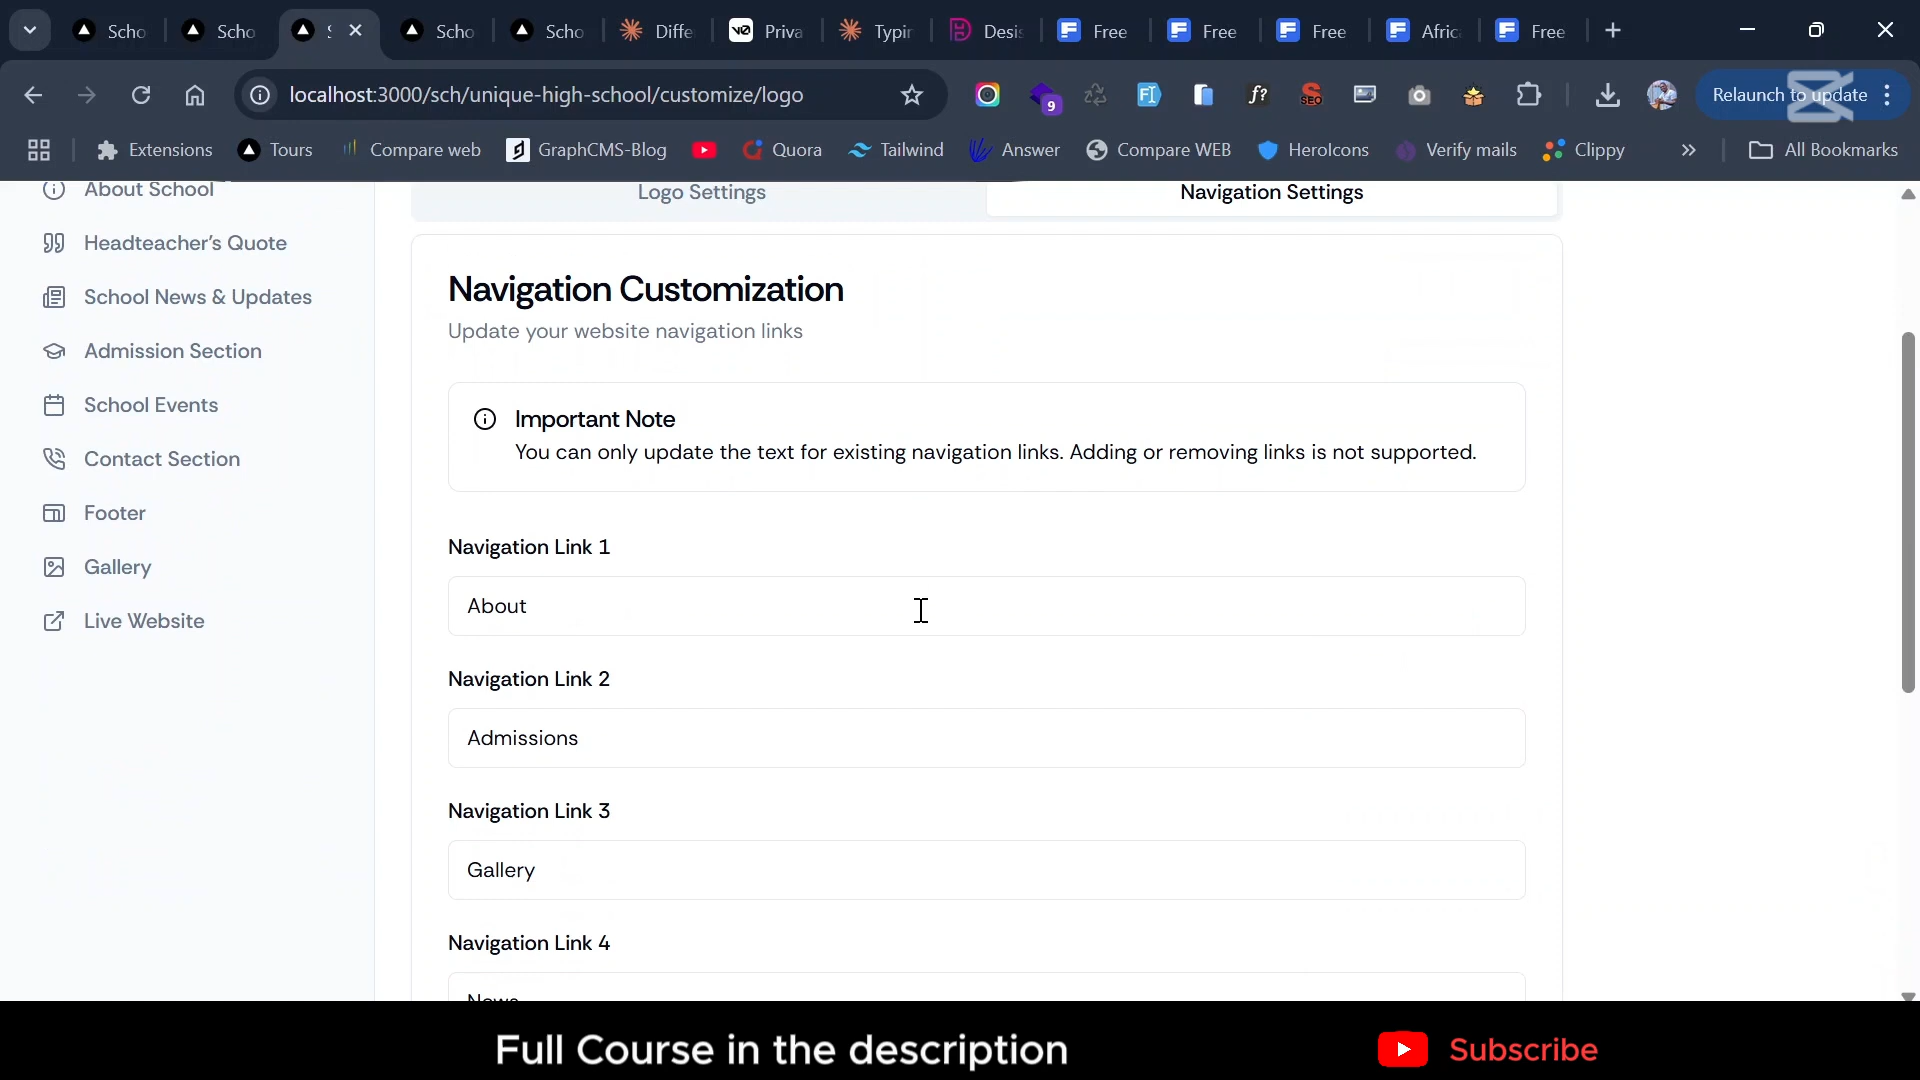 Scho
Scho
Scho
Scho
Diffe
Priva
Typin
Desi
Free
Free
Free
Afric
Free
localhost:3000/sch/unique-high-school/customize/logo
9
f?
SEO
Relaunch to update
Extensions
Tours
Compare web
GraphCMS-Blog
Quora
Tailwind
Answer
Compare WEB
HeroIcons
Verify mails
Clippy
All Bookmarks
About School
Headteacher's Quote
School News & Updates
Admission Section
School Events
Contact Section
Footer
Gallery
Live Website
Logo Settings
Navigation Settings
Navigation Customization
Update your website navigation links
Important Note
You can only update the text for existing navigation links. Adding or removing links is not supported.
Navigation Link 1
About
Navigation Link 2
Admissions
Navigation Link 3
Gallery
Navigation Link 4
News
Full Course in the description
Subscribe